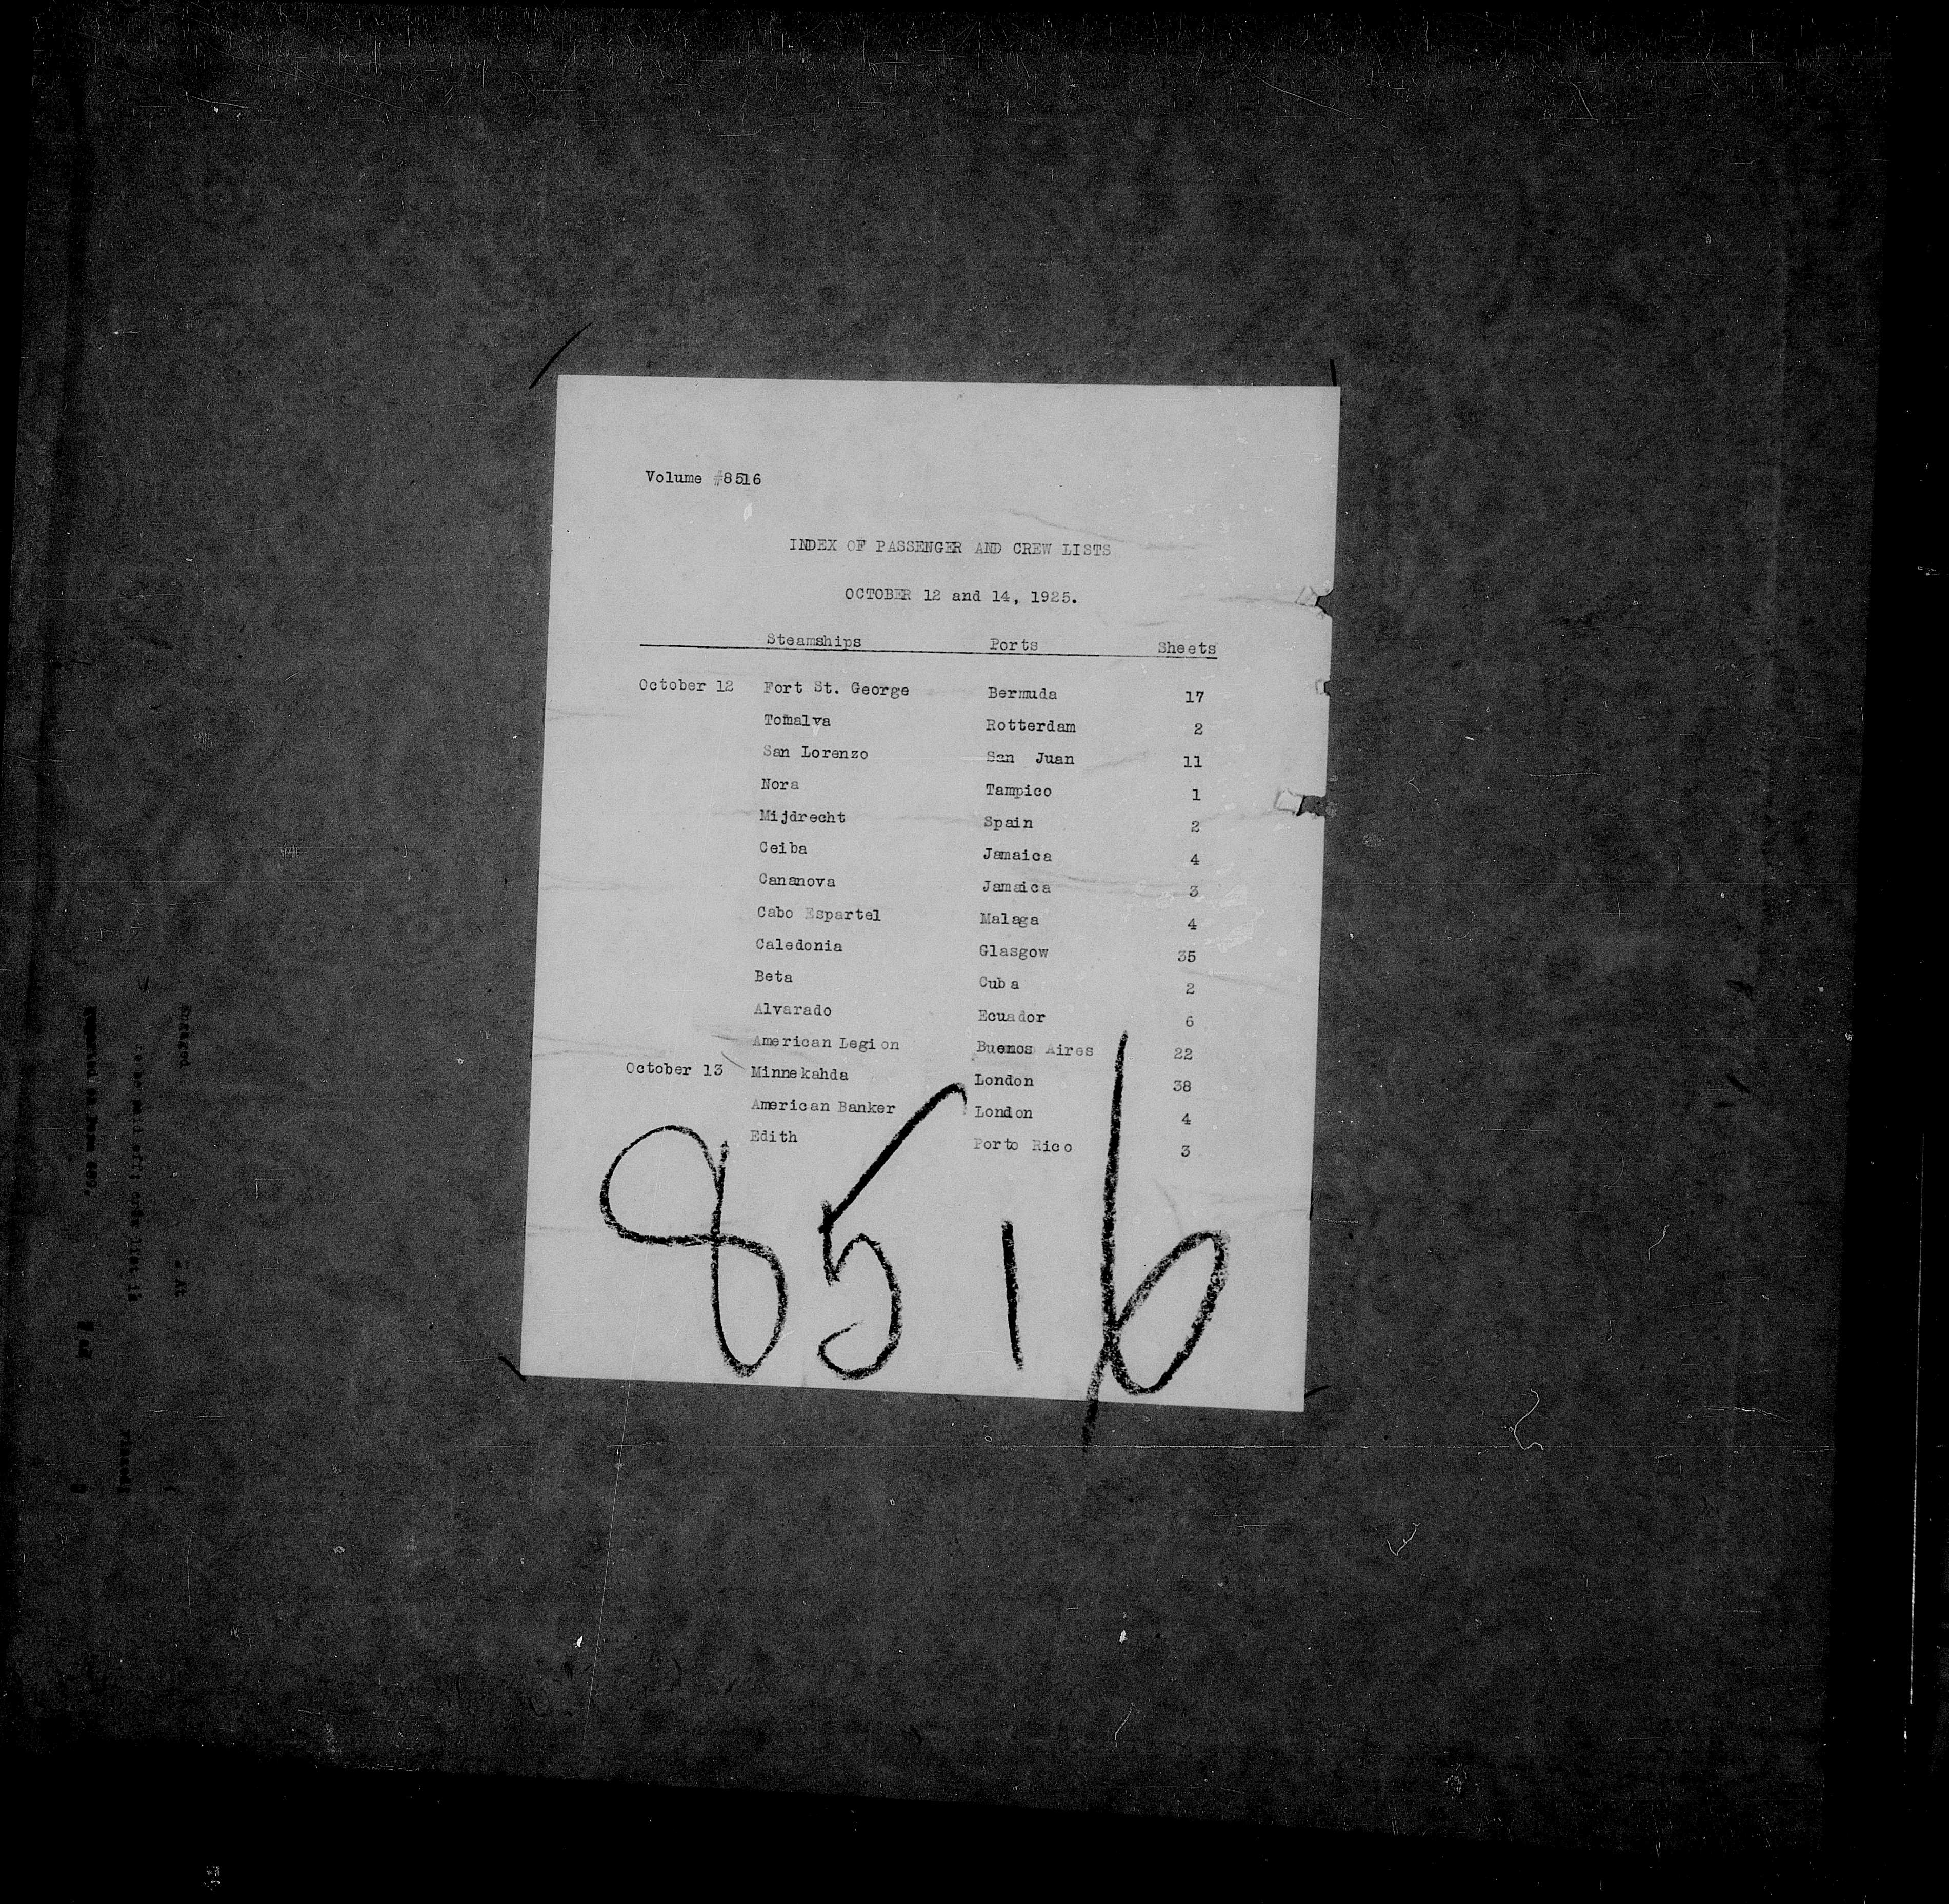 Volume #8516
INDEX OF PASSENGER AND CREW LISTS
OCTOBER 12 and 14, 1925.
Steamships Ports Sheets
October 12 Fort St. George Bermuda 17
Tomalva Rotterdam 2
San Lorenzo San Juan 11
Nora Tampico 1
Mijdrecht Spain 2
Ceiba Jamaica 4
Cananova Jamaica 3
Cabo Espartel Malaga 4
Caledonia Glasgow 35
Beta Cuba 2
Alvarado Ecuador 6
American Legion Buenos Aires 22
October 13 Minnekahda London 38
American Banker London 4
Edith Porto Rico 3
8516